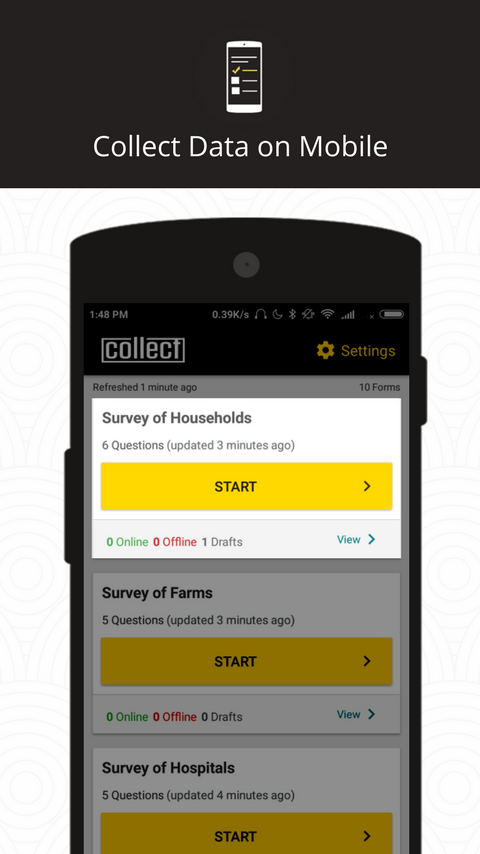 Collect Data on Mobile
1:48 PM 0.39K/s
collect Settings
Refreshed 1 minute ago 10 Forms
Survey of Households
6 Questions (updated 3 minutes ago)
START
0 Online 0 Offline 1 Drafts View
Survey of Farms
5 Questions (updated 3 minutes ago)
START
0 Online 0 Offline 0 Drafts View
Survey of Hospitals
5 Questions (updated 4 minutes ago)
START